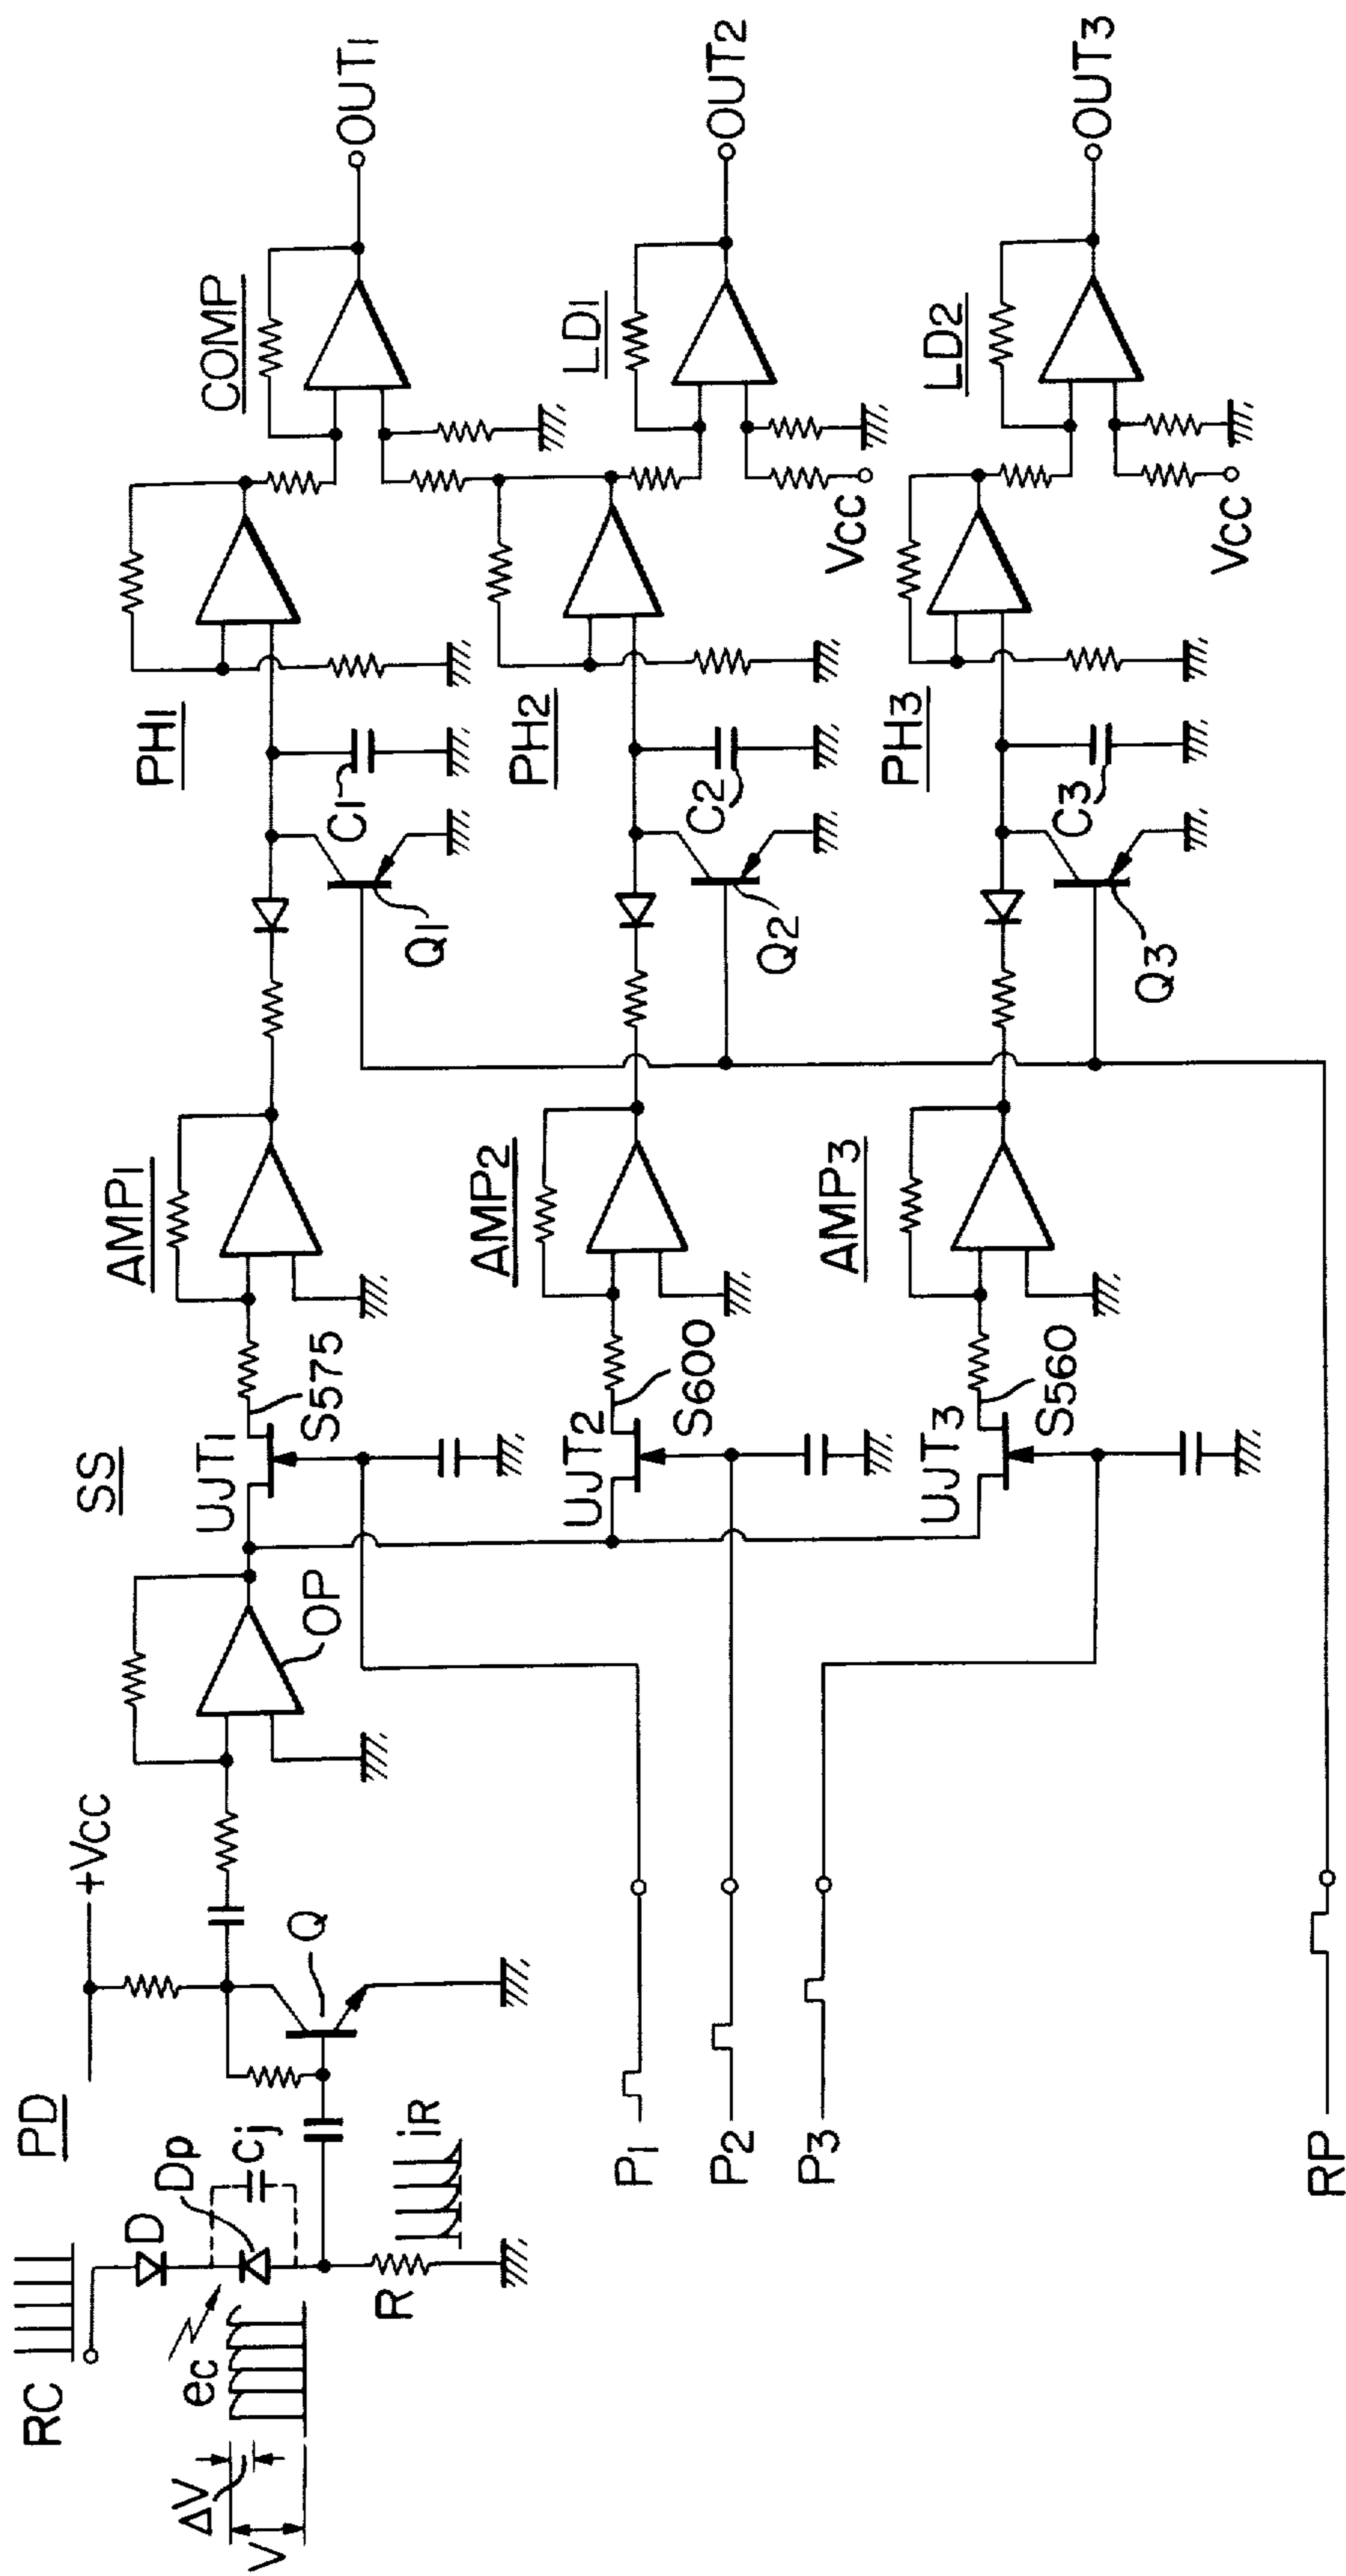 RC
ΔV
V
ec
D
Dp
Cj
R
iR
PD
+VCC
Q
OP
SS
UJT1
S575
UJT2
S600
UJT3
S560
AMP1
AMP2
AMP3
Q1
Q2
Q3
C1
C2
C3
PH1
PH2
PH3
COMP
LD1
LD2
VCC
VCC
OUT1
OUT2
OUT3
P1
P2
P3
RP